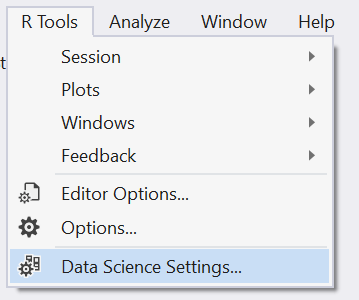 R Tools Analyze Window Help
t
Session
Plots
Windows
Feedback
Editor Options...
Options...
Data Science Settings...